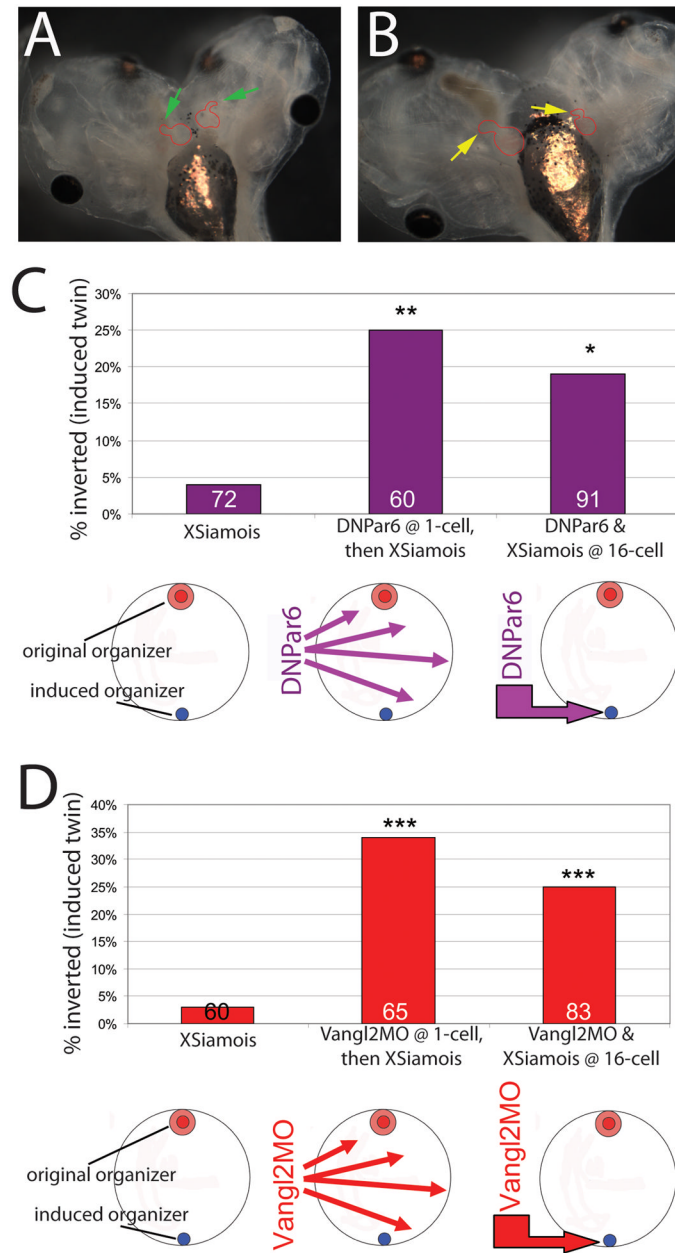 A
B
C
% inverted (induced twin)
30%
25%
20%
15%
10%
5%
0%
**
*
72
60
91
XSiamois
DNPar6 @ 1-cell,
then XSiamois
DNPar6 &
XSiamois @ 16-cell
original organizer
induced organizer
DNPar6
DNPar6
D
% inverted (induced twin)
40%
35%
30%
25%
20%
15%
10%
5%
0%
***
***
60
65
83
XSiamois
Vangl2MO @ 1-cell,
then XSiamois
Vangl2MO &
XSiamois @ 16-cell
original organizer
induced organizer
Vangl2MO
Vangl2MO